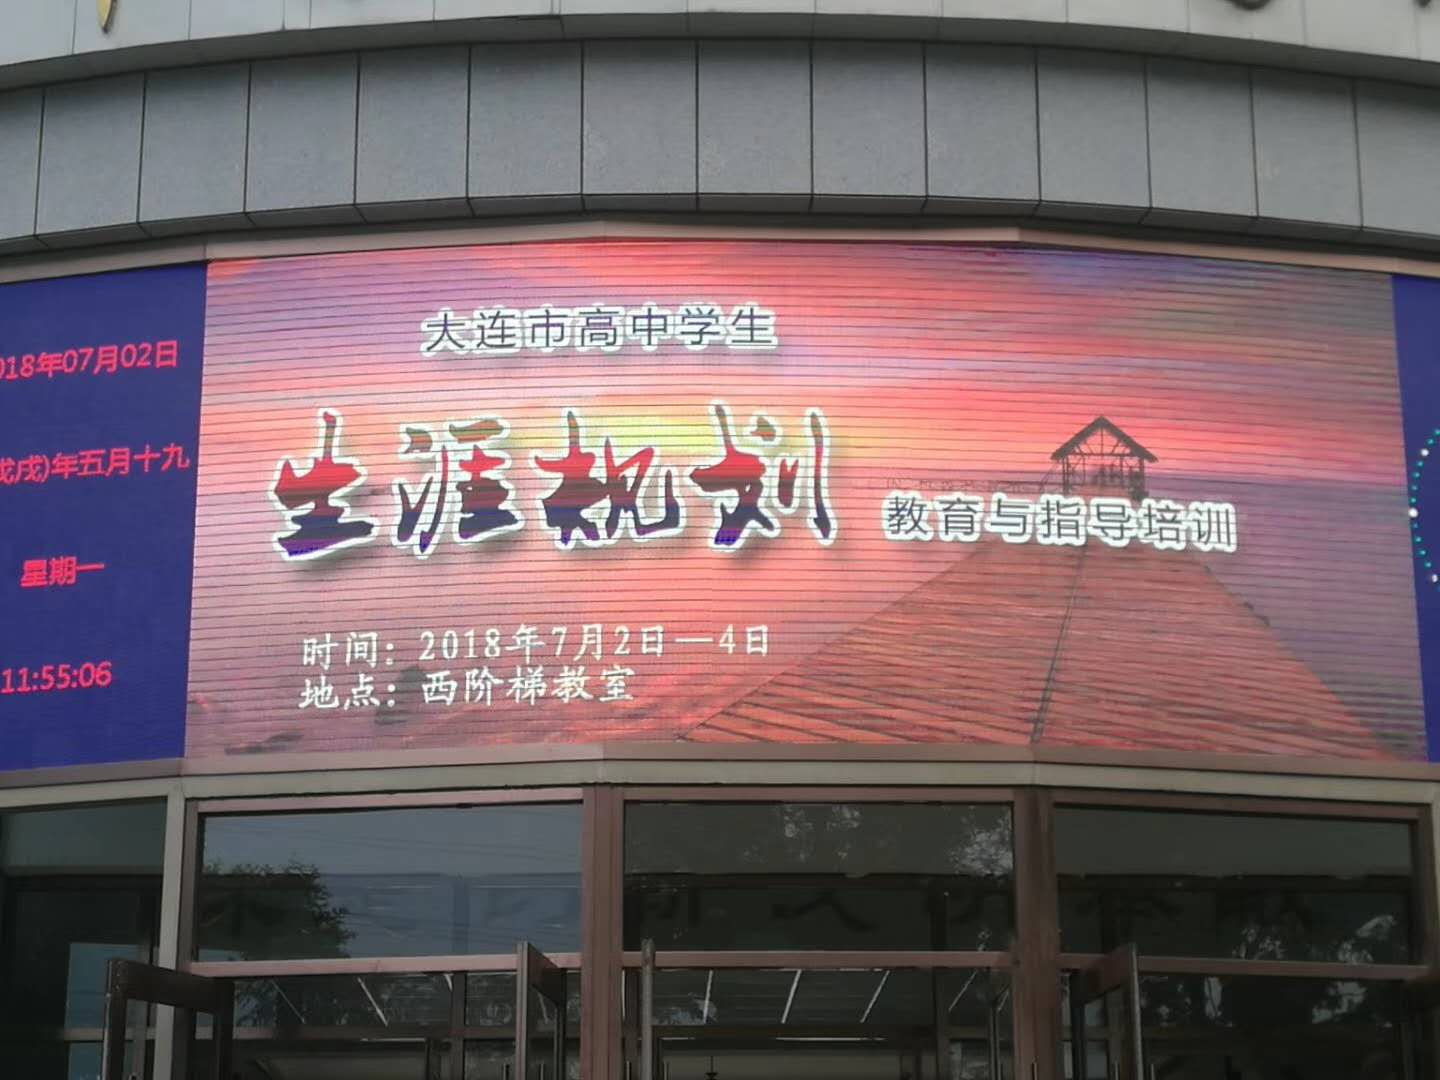 018年07月02日
戊戌)年五月十九
星期一
11:55:06
大连市高中学生
生涯规划
教育与指导培训
时间：2018年7月2日—4日
地点：西阶梯教室